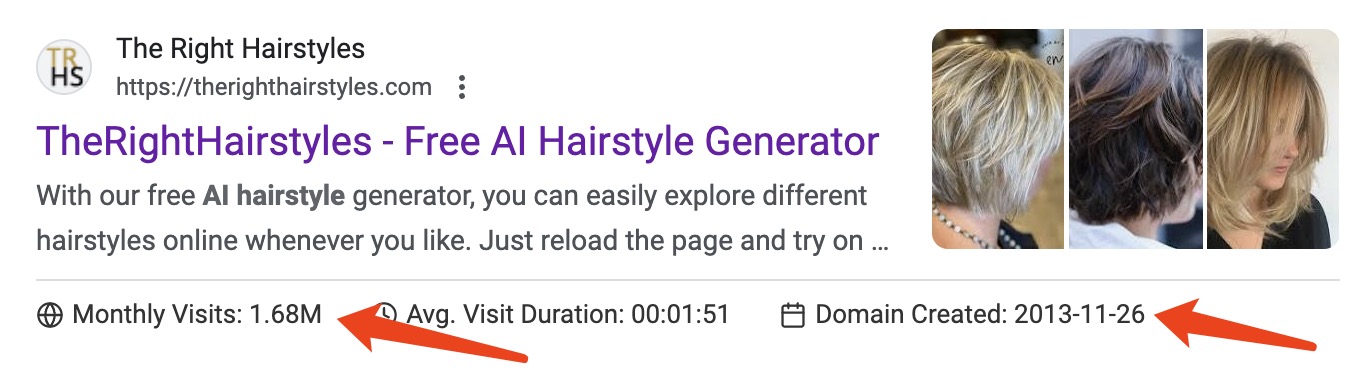 TR
HS
The Right Hairstyles
https://therighthairstyles.com
TheRightHairstyles - Free AI Hairstyle Generator
With our free AI hairstyle generator, you can easily explore different
hairstyles online whenever you like. Just reload the page and try on ...
Monthly Visits: 1.68M
Avg. Visit Duration: 00:01:51
Domain Created: 2013-11-26